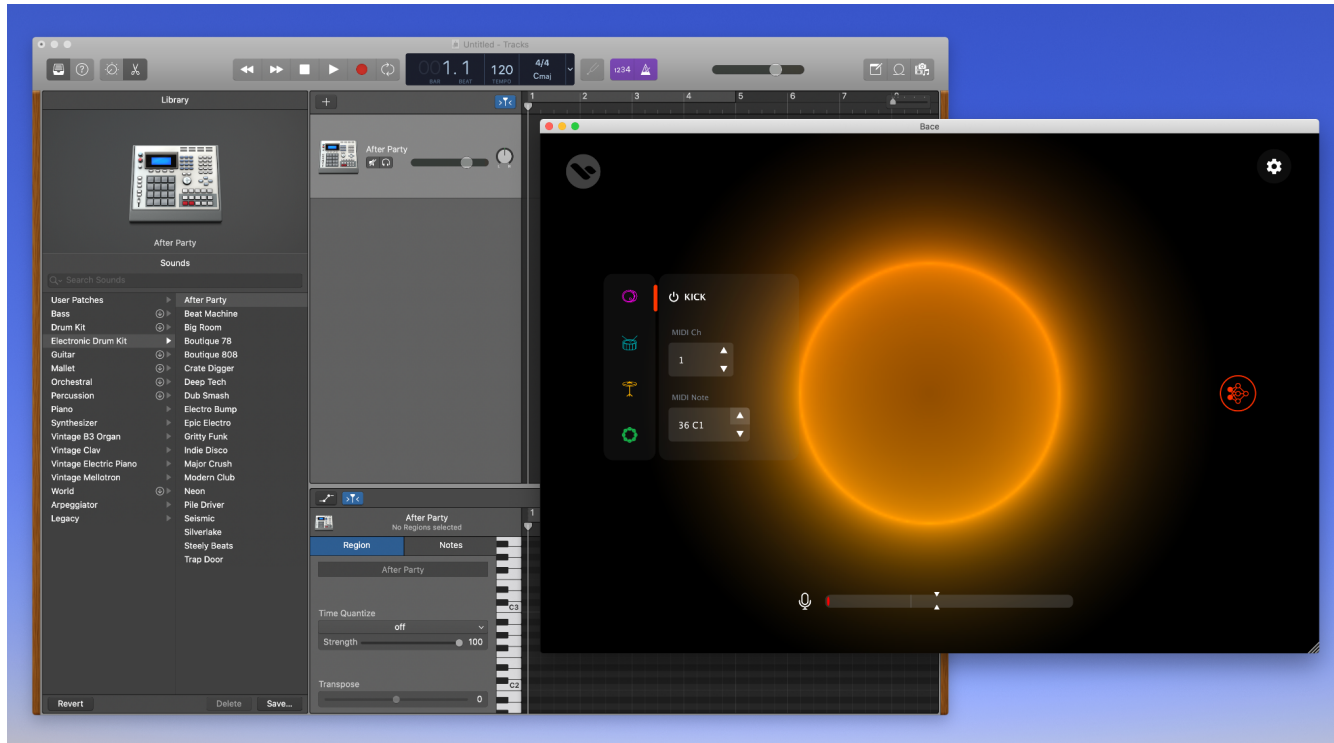 Untitled - Tracks
001.1
BAR BEAT
120
TEMPO
4/4
Cmaj
1234
Library
After Party
Sounds
Search Sounds
User Patches
Bass
Drum Kit
Electronic Drum Kit
Guitar
Mallet
Orchestral
Percussion
Piano
Synthesizer
Vintage B3 Organ
Vintage Clav
Vintage Electric Piano
Vintage Mellotron
World
Arpeggiator
Legacy
After Party
Beat Machine
Big Room
Boutique 78
Boutique 808
Crate Digger
Deep Tech
Dub Smash
Electro Bump
Epic Electro
Gritty Funk
Indie Disco
Major Crush
Modern Club
Neon
Pile Driver
Seismic
Silverlake
Steely Beats
Trap Door
Revert
Delete
Save...
1 2 3 4 5 6 7
After Party
L R
After Party
No Regions selected
1
Region Notes
After Party
Time Quantize
off
Strength 100
Transpose
0
C3
C2
Bace
KICK
MIDI Ch
1
MIDI Note
36 C1